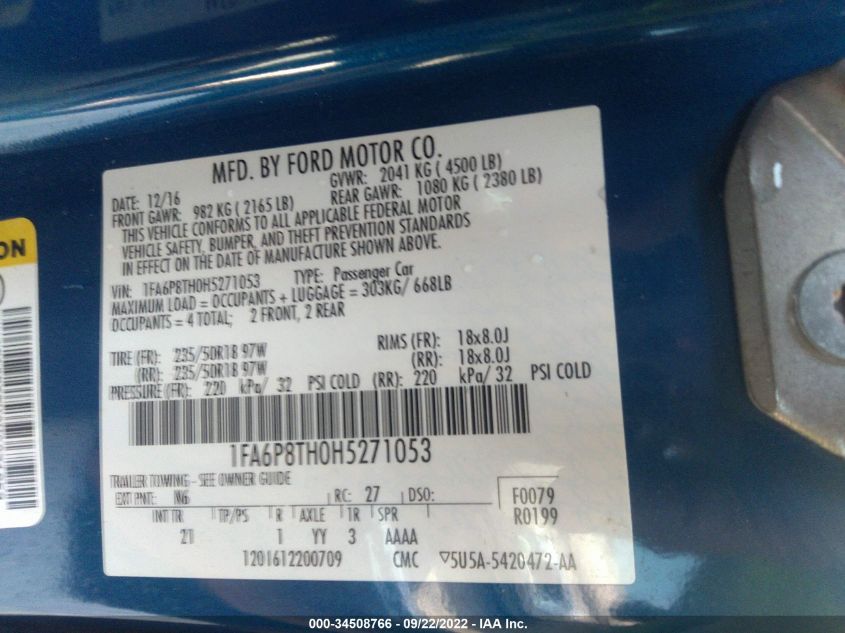 MFD. BY FORD MOTOR CO.
DATE: 12/16 GVWR: 2041 KG ( 4500 LB)
FRONT GAWR: 982 KG ( 2165 LB) REAR GAWR: 1080 KG ( 2380 LB)
THIS VEHICLE CONFORMS TO ALL APPLICABLE FEDERAL MOTOR
VEHICLE SAFETY, BUMPER, AND THEFT PREVENTION STANDARDS
IN EFFECT ON THE DATE OF MANUFACTURE SHOWN ABOVE.
VIN: 1FA6P8TH0H5271053 TYPE: Passenger Car
MAXIMUM LOAD = OCCUPANTS + LUGGAGE = 303KG/ 668LB
OCCUPANTS = 4 TOTAL; 2 FRONT, 2 REAR
TIRE (FR): 235/50R18 97W RIMS (FR): 18x8.0J
(RR): 235/50R18 97W (RR): 18x8.0J
PRESSURE (FR): 220 kPa/ 32 PSI COLD (RR): 220 kPa/ 32 PSI COLD
1FA6P8TH0H5271053
TRAILER TOWING - SEE OWNER GUIDE
EXT PNT: N6 RC: 27 DSO: F0079
R0199
INT TR TP/PS R AXLE TR SPR
21 1 YY 3 AAAA
1201612200709 CMC ▽5U5A-5420472-AA
ON
000-34508766 - 09/22/2022 - IAA Inc.